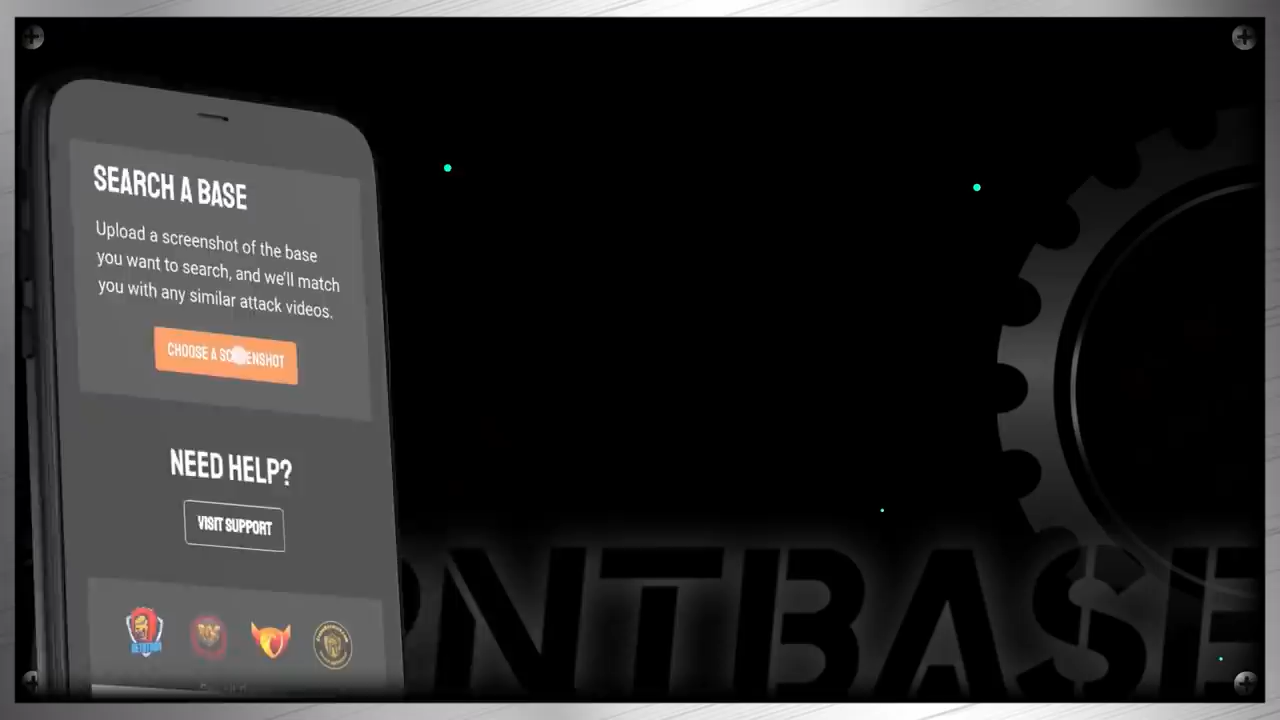 SEARCH A BASE
Upload a screenshot of the base
you want to search, and we'll match
you with any similar attack videos.
CHOOSE A SCREENSHOT
NEED HELP?
VISIT SUPPORT
NTBASE